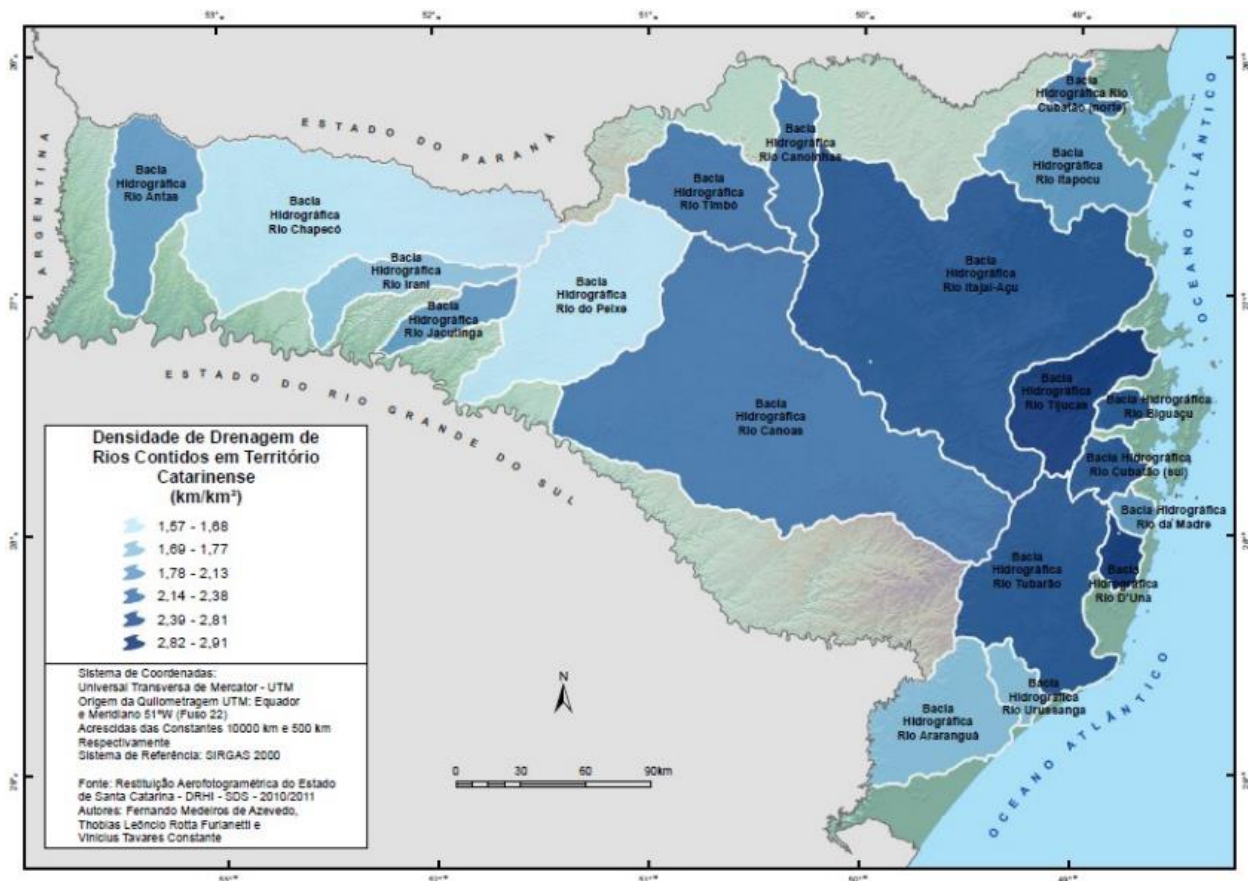 53°
52°
51°
50°
49°
ESTADO DO PARANÁ
ARGENTINA
OCEANO ATLÂNTICO
Bacia
Hidrográfica Rio
Cubatão (norte)
Bacia
Hidrográfica
Rio Canoinhas
Bacia
Hidrográfica
Rio Antas
Bacia
Hidrográfica
Rio Timbó
Bacia
Hidrográfica
Rio Itapocu
Bacia
Hidrográfica
Rio Chapecó
Bacia
Hidrográfica
Rio Irani
Bacia
Hidrográfica
Rio Itajaí-Açu
Bacia
Hidrográfica
Rio do Peixe
Bacia
Hidrográfica
Rio Jacutinga
ESTADO DO RIO GRANDE DO SUL
Bacia
Hidrográfica
Rio Tijucas
Bacia Hidrográfica
Rio Biguaçu
Bacia
Hidrográfica
Rio Canoas
Bacia Hidrográfica
Rio Cubatão (sul)
Bacia Hidrográfica
Rio da Madre
Bacia
Hidrográfica
Rio Tubarão
Bacia
Hidrográfica
Rio D'Una
Bacia
Hidrográfica
Rio Urussanga
Bacia
Hidrográfica
Rio Araranguá
OCEANO ATLÂNTICO
Densidade de Drenagem de
Rios Contidos em Território
Catarinense
(km/km²)
1,57 - 1,68
1,69 - 1,77
1,78 - 2,13
2,14 - 2,38
2,39 - 2,81
2,82 - 2,91
Sistema de Coordenadas:
Universal Transversa de Mercator - UTM
Origem da Quilometragem UTM: Equador
e Meridiano 51°W (Fuso 22)
Acrescidas das Constantes 10000 km e 500 km
Respectivamente
Sistema de Referência: SIRGAS 2000
Fonte: Restituição Aerofotogramétrica do Estado
de Santa Catarina - DRHI - SDS - 2010/2011
Autores: Fernando Medeiros de Azevedo,
Thobias Leôncio Rotta Furlanetti e
Vinicius Tavares Constante
N
0 30 60 90km